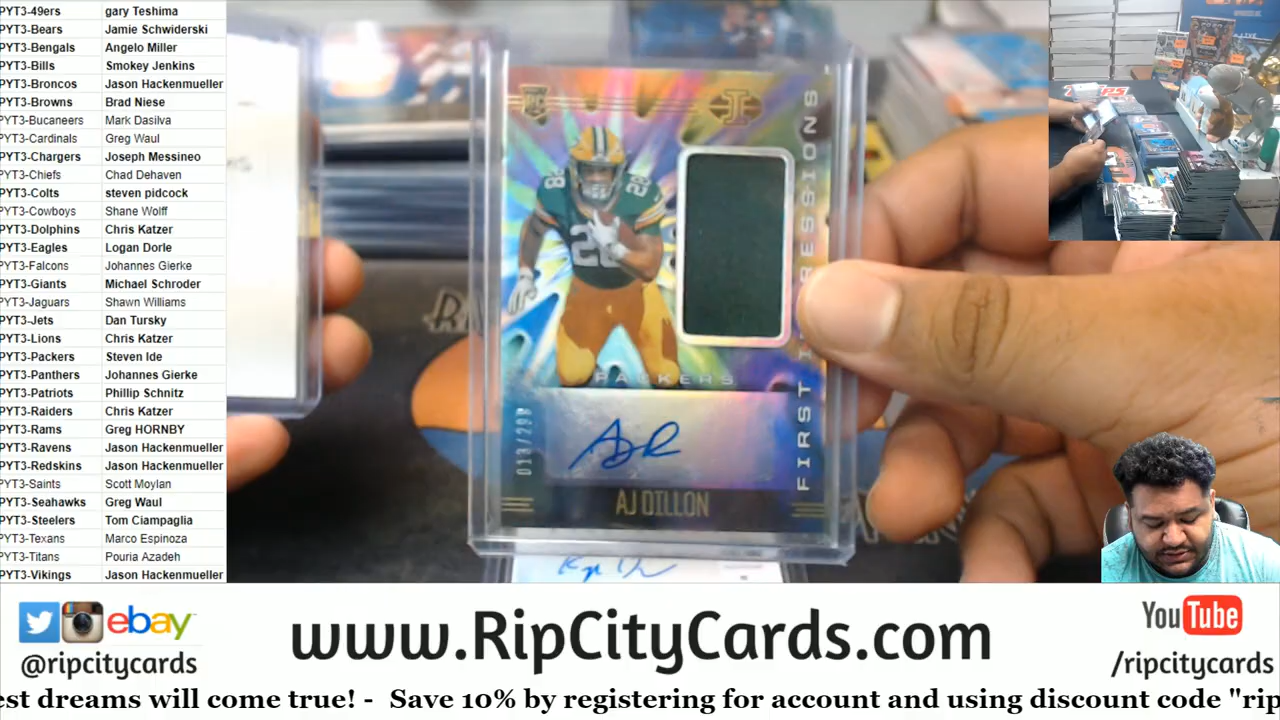 PYT3-49ers gary Teshima
PYT3-Bears Jamie Schwiderski
PYT3-Bengals Angelo Miller
PYT3-Bills Smokey Jenkins
PYT3-Broncos Jason Hackenmueller
PYT3-Browns Brad Niese
PYT3-Bucaneers Mark Dasilva
PYT3-Cardinals Greg Waul
PYT3-Chargers Joseph Messineo
PYT3-Chiefs Chad Dehaven
PYT3-Colts steven pidcock
PYT3-Cowboys Shane Wolff
PYT3-Dolphins Chris Katzer
PYT3-Eagles Logan Dorle
PYT3-Falcons Johannes Gierke
PYT3-Giants Michael Schroder
PYT3-Jaguars Shawn Williams
PYT3-Jets Dan Tursky
PYT3-Lions Chris Katzer
PYT3-Packers Steven Ide
PYT3-Panthers Johannes Gierke
PYT3-Patriots Phillip Schnitz
PYT3-Raiders Chris Katzer
PYT3-Rams Greg HORNBY
PYT3-Ravens Jason Hackenmueller
PYT3-Redskins Jason Hackenmueller
PYT3-Saints Scott Moylan
PYT3-Seahawks Greg Waul
PYT3-Steelers Tom Ciampaglia
PYT3-Texans Marco Espinoza
PYT3-Titans Pouria Azadeh
PYT3-Vikings Jason Hackenmueller
RC
28
28
28
PACKERS
FIRST
013/299
AJ DILLON
ebay
@ripcitycards
www.RipCityCards.com
YouTube
/ripcitycards
est dreams will come true! - Save 10% by registering for account and using discount code "rip